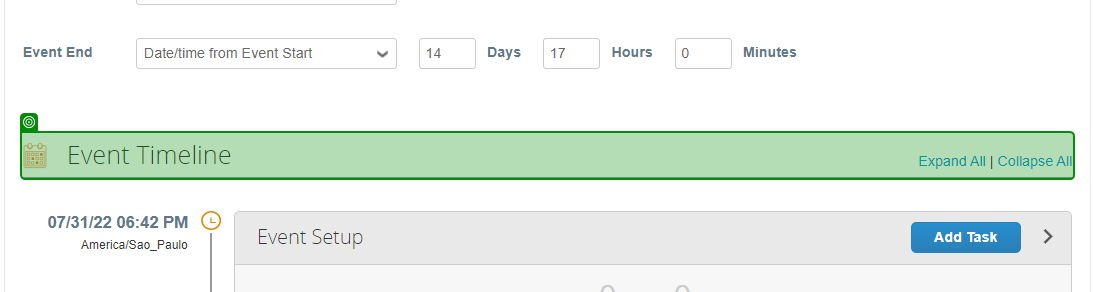 Event End Date/time from Event Start 14 Days 17 Hours 0 Minutes
Event Timeline
Expand All | Collapse All
07/31/22 06:42 PM
America/Sao_Paulo
Event Setup Add Task